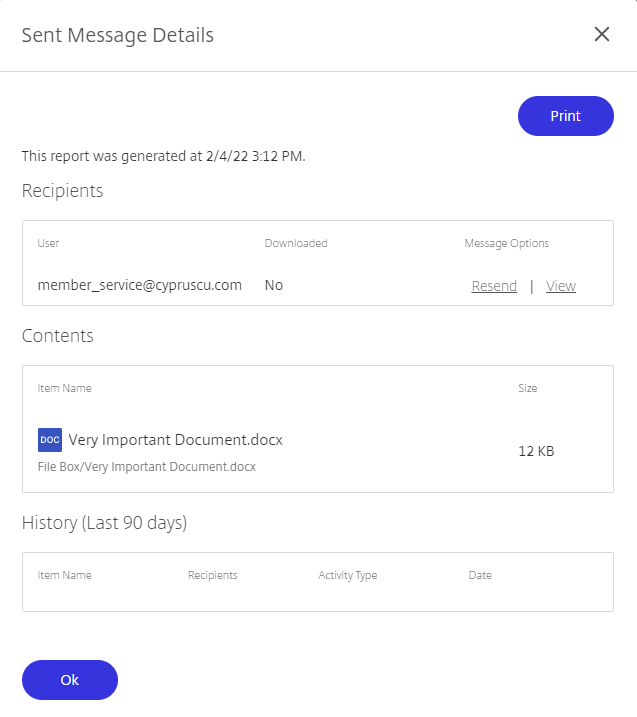 Sent Message Details
Print
This report was generated at 2/4/22 3:12 PM.
Recipients
User Downloaded Message Options
member_service@cypruscu.com No Resend | View
Contents
Item Name Size
DOC Very Important Document.docx
12 KB
File Box/Very Important Document.docx
History (Last 90 days)
Item Name Recipients Activity Type Date
Ok